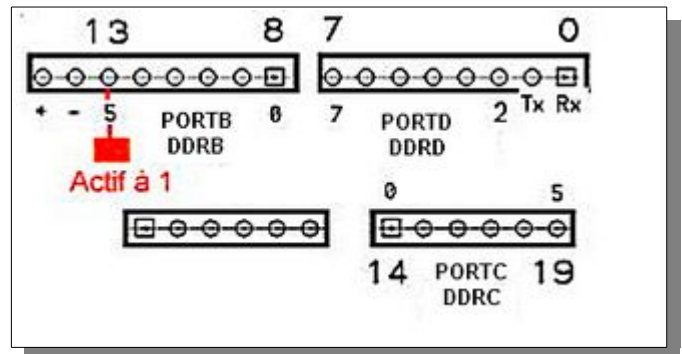 13 8 7 0
+ - 5 0 7 2 Tx Rx
PORTB PORTD
DDRB DDRD
Actif à 1
0 5
14 PORTC 19
DDRC